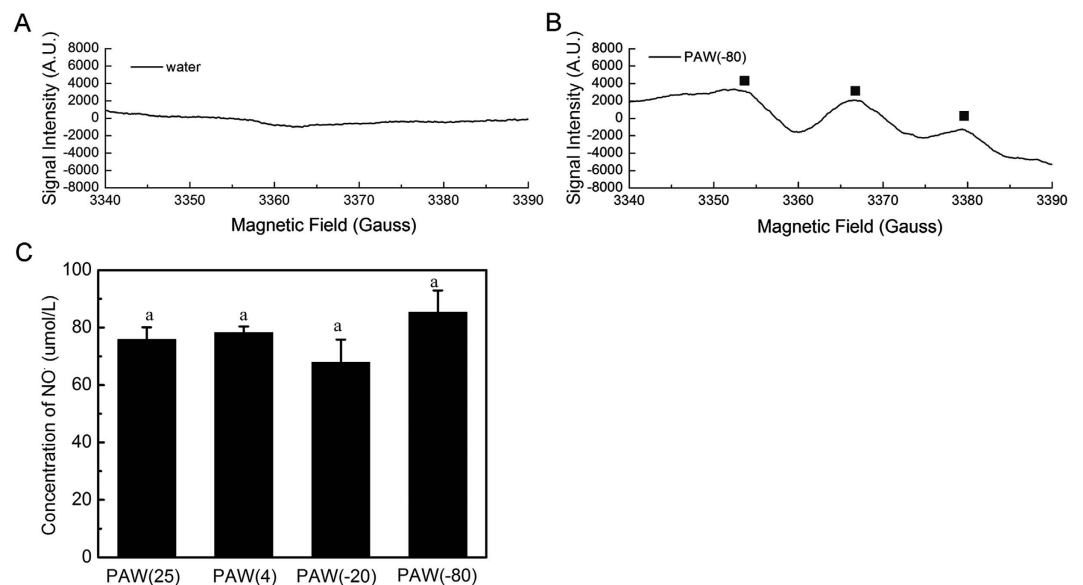 A
Signal Intensity (A.U.)
8000
6000
4000
2000
0
-2000
-4000
-6000
-8000
water
3340 3350 3360 3370 3380 3390
Magnetic Field (Gauss)
B
Signal Intensity (A.U.)
8000
6000
4000
2000
0
-2000
-4000
-6000
-8000
PAW(-80)
3340 3350 3360 3370 3380 3390
Magnetic Field (Gauss)
C
Concentration of NO· (umol/L)
100
80
60
40
20
0
a a a a
PAW(25) PAW(4) PAW(-20) PAW(-80)